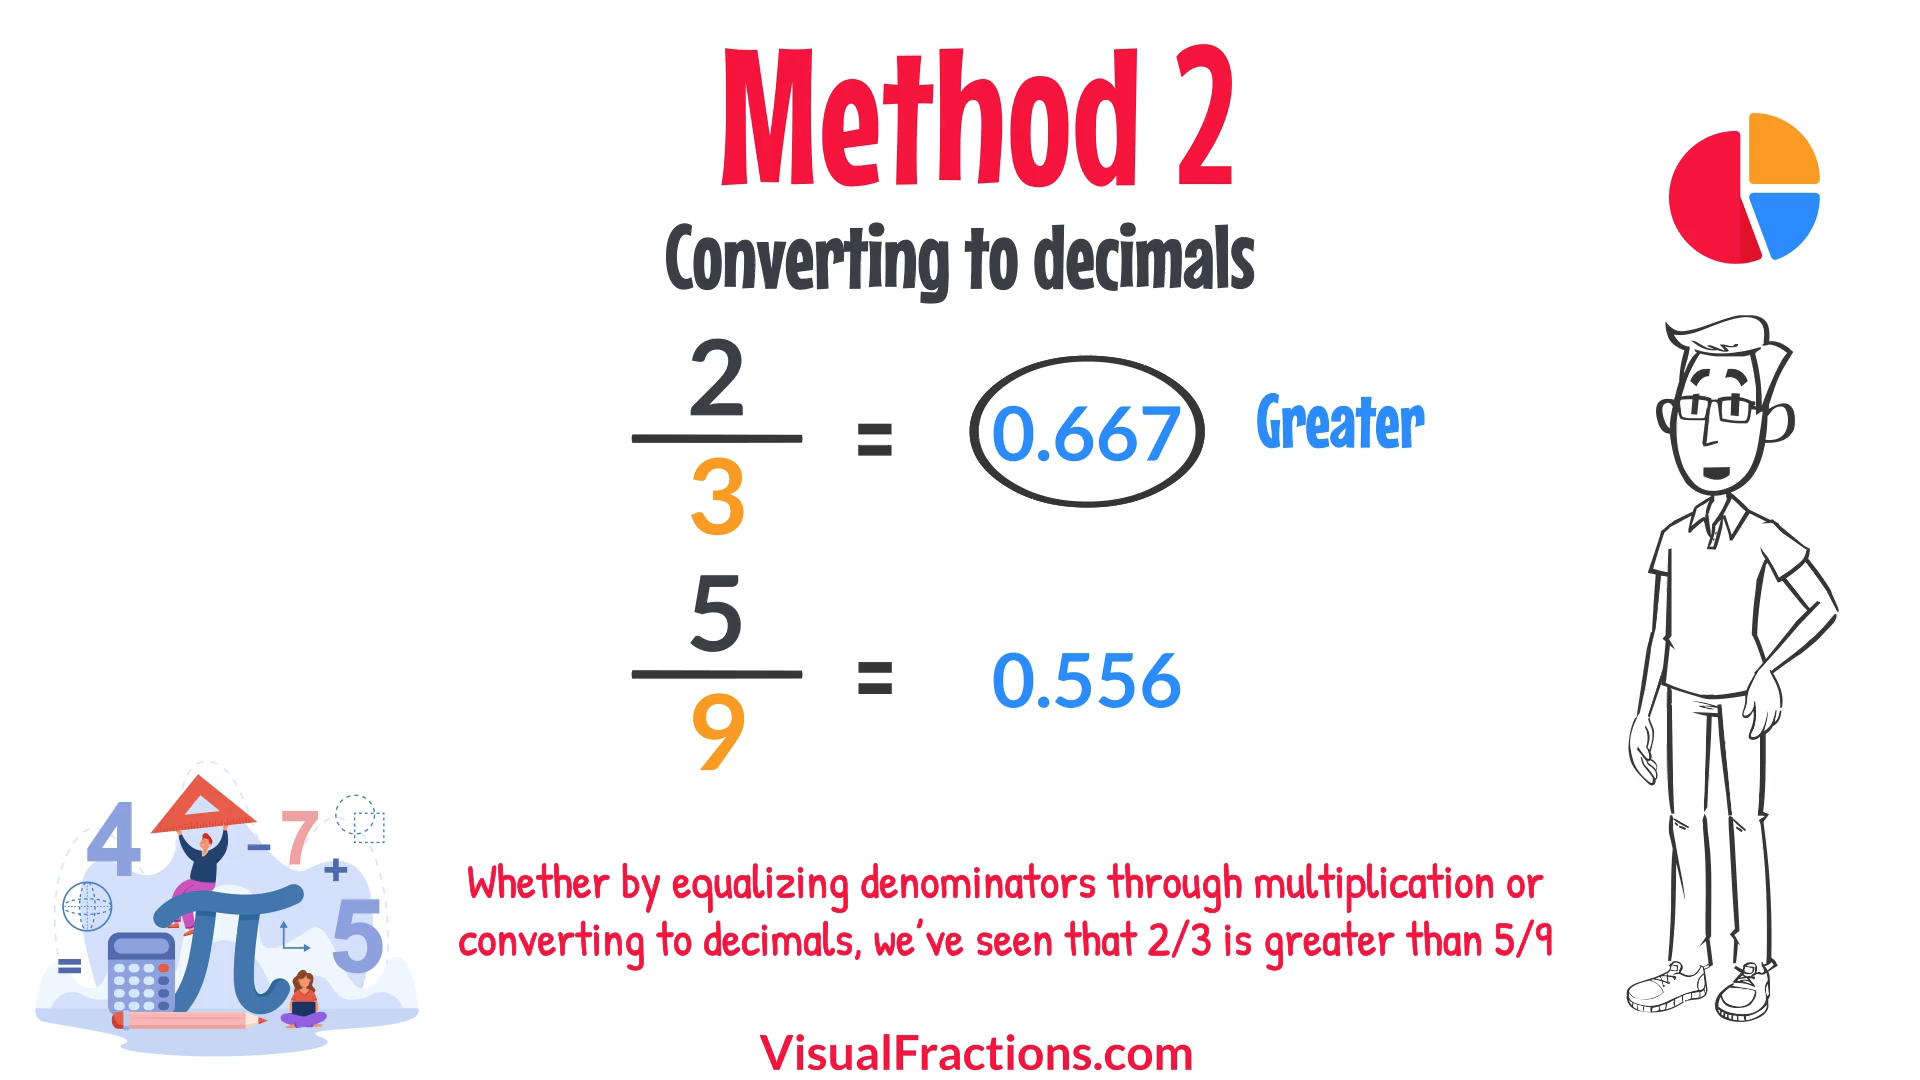 Method 2
Converting to decimals
2
3
= 0.667 Greater
5
9
= 0.556
4
- 7
+
5
=
π
Whether by equalizing denominators through multiplication or
converting to decimals, we've seen that 2/3 is greater than 5/9
VisualFractions.com